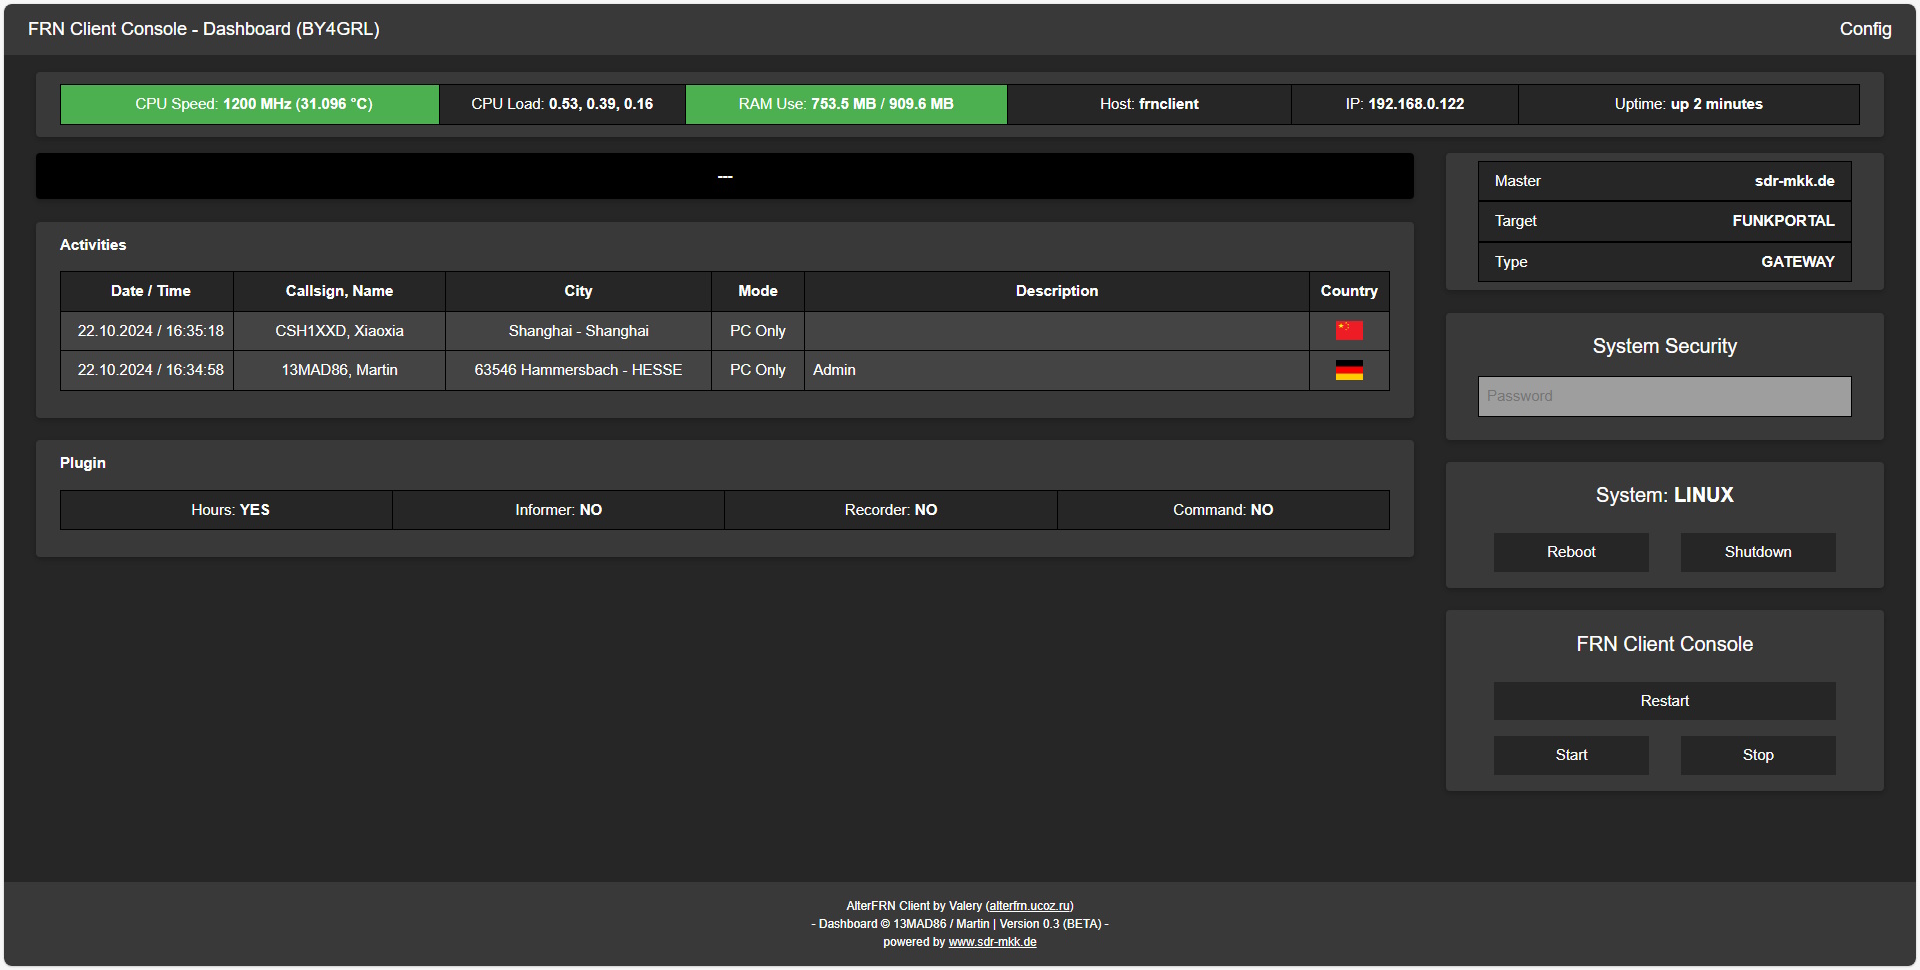 FRN Client Console - Dashboard (BY4GRL) Config
CPU Speed: 1200 MHz (31.096 °C) CPU Load: 0.53, 0.39, 0.16 RAM Use: 753.5 MB / 909.6 MB Host: frnclient IP: 192.168.0.122 Uptime: up 2 minutes
---
Activities
Date / Time Callsign, Name City Mode Description Country
22.10.2024 / 16:35:18 CSH1XXD, Xiaoxia Shanghai - Shanghai PC Only
22.10.2024 / 16:34:58 13MAD86, Martin 63546 Hammersbach - HESSE PC Only Admin
Plugin
Hours: YES Informer: NO Recorder: NO Command: NO
Master sdr-mkk.de
Target FUNKPORTAL
Type GATEWAY
System Security
Password
System: LINUX
Reboot Shutdown
FRN Client Console
Restart
Start Stop
AlterFRN Client by Valery (alterfrn.ucoz.ru)
- Dashboard © 13MAD86 / Martin | Version 0.3 (BETA) -
powered by www.sdr-mkk.de